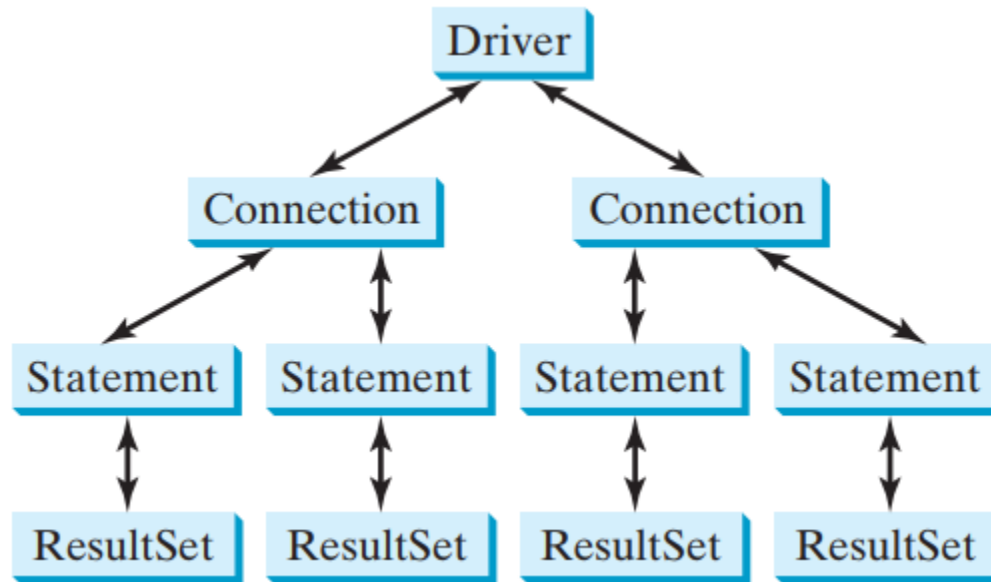 Driver
Connection Connection
Statement Statement Statement Statement
ResultSet ResultSet ResultSet ResultSet